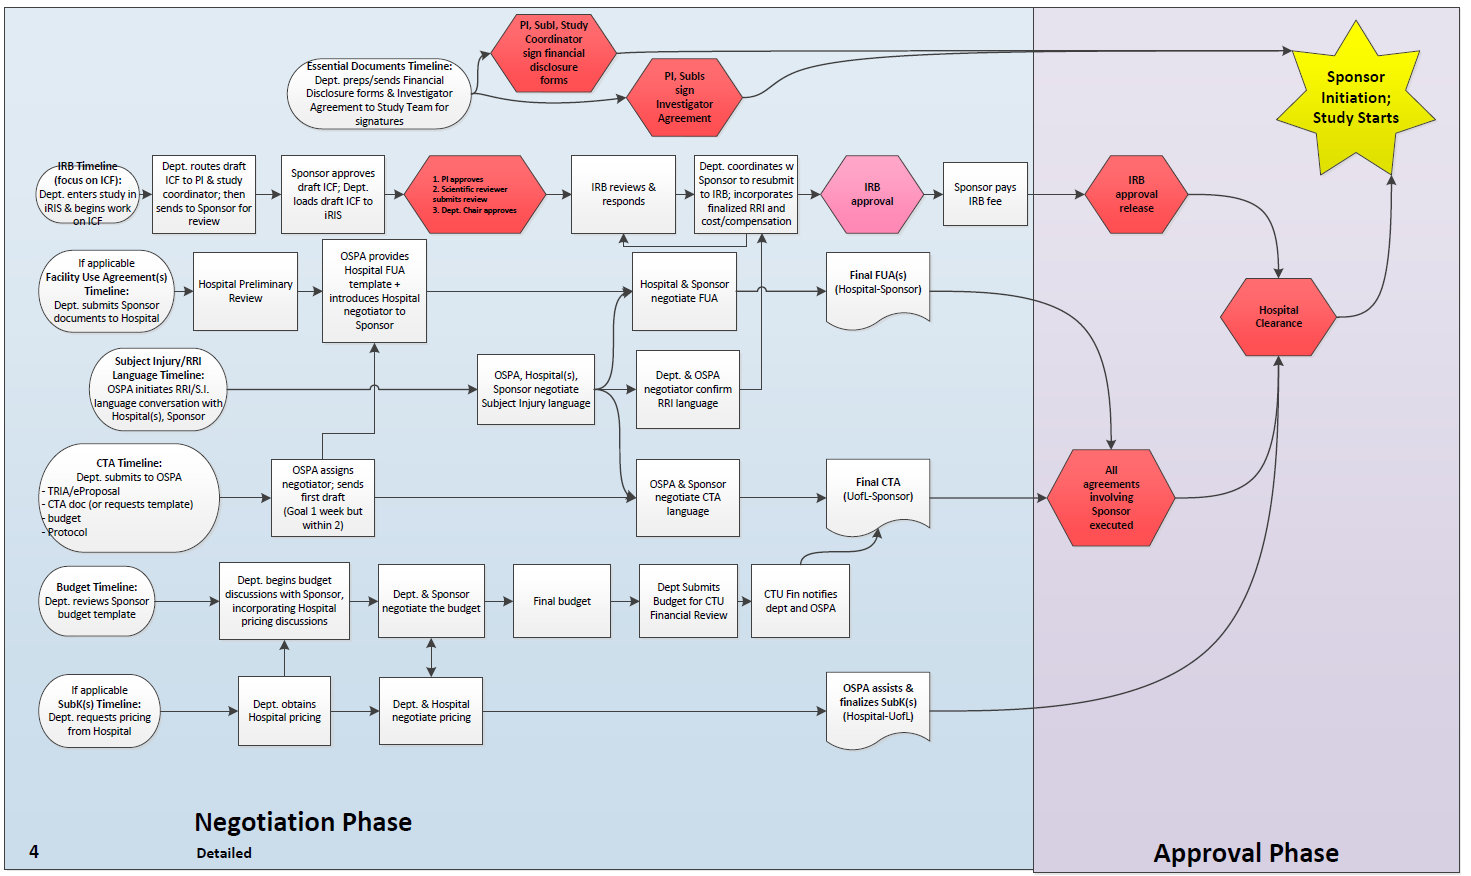 PI, SubI, Study
Coordinator
sign financial
disclosure
forms
Essential Documents Timeline:
Dept. preps/sends Financial
Disclosure forms & Investigator
Agreement to Study Team for
signatures
PI, SubIs
sign
Investigator
Agreement
Sponsor
Initiation;
Study Starts
IRB Timeline
(focus on ICF):
Dept. enters study in
iRIS & begins work
on ICF
Dept. routes draft
ICF to PI & study
coordinator; then
sends to Sponsor for
review
Sponsor approves
draft ICF; Dept.
loads draft ICF to
iRIS
1. PI approves
2. Scientific reviewer
submits review
3. Dept. Chair approves
IRB reviews &
responds
Dept. coordinates w
Sponsor to resubmit
to IRB; incorporates
finalized RRI and
cost/compensation
IRB
approval
Sponsor pays
IRB fee
IRB
approval
release
If applicable
Facility Use Agreement(s)
Timeline:
Dept. submits Sponsor
documents to Hospital
Hospital Preliminary
Review
OSPA provides
Hospital FUA
template +
introduces Hospital
negotiator to
Sponsor
Hospital & Sponsor
negotiate FUA
Final FUA(s)
(Hospital-Sponsor)
Hospital
Clearance
Subject Injury/RRI
Language Timeline:
OSPA initiates RRI/S.I.
language conversation with
Hospital(s), Sponsor
OSPA, Hospital(s),
Sponsor negotiate
Subject Injury language
Dept. & OSPA
negotiator confirm
RRI language
CTA Timeline:
Dept. submits to OSPA
- TRIA/eProposal
- CTA doc (or requests template)
- budget
- Protocol
OSPA assigns
negotiator; sends
first draft
(Goal 1 week but
within 2)
OSPA & Sponsor
negotiate CTA
language
Final CTA
(UofL-Sponsor)
All
agreements
involving
Sponsor
executed
Budget Timeline:
Dept. reviews Sponsor
budget template
Dept. begins budget
discussions with Sponsor,
incorporating Hospital
pricing discussions
Dept. & Sponsor
negotiate the budget
Final budget
Dept Submits
Budget for CTU
Financial Review
CTU Fin notifies
dept and OSPA
If applicable
SubK(s) Timeline:
Dept. requests pricing
from Hospital
Dept. obtains
Hospital pricing
Dept. & Hospital
negotiate pricing
OSPA assists &
finalizes SubK(s)
(Hospital-UofL)
Negotiation Phase
4
Detailed
Approval Phase